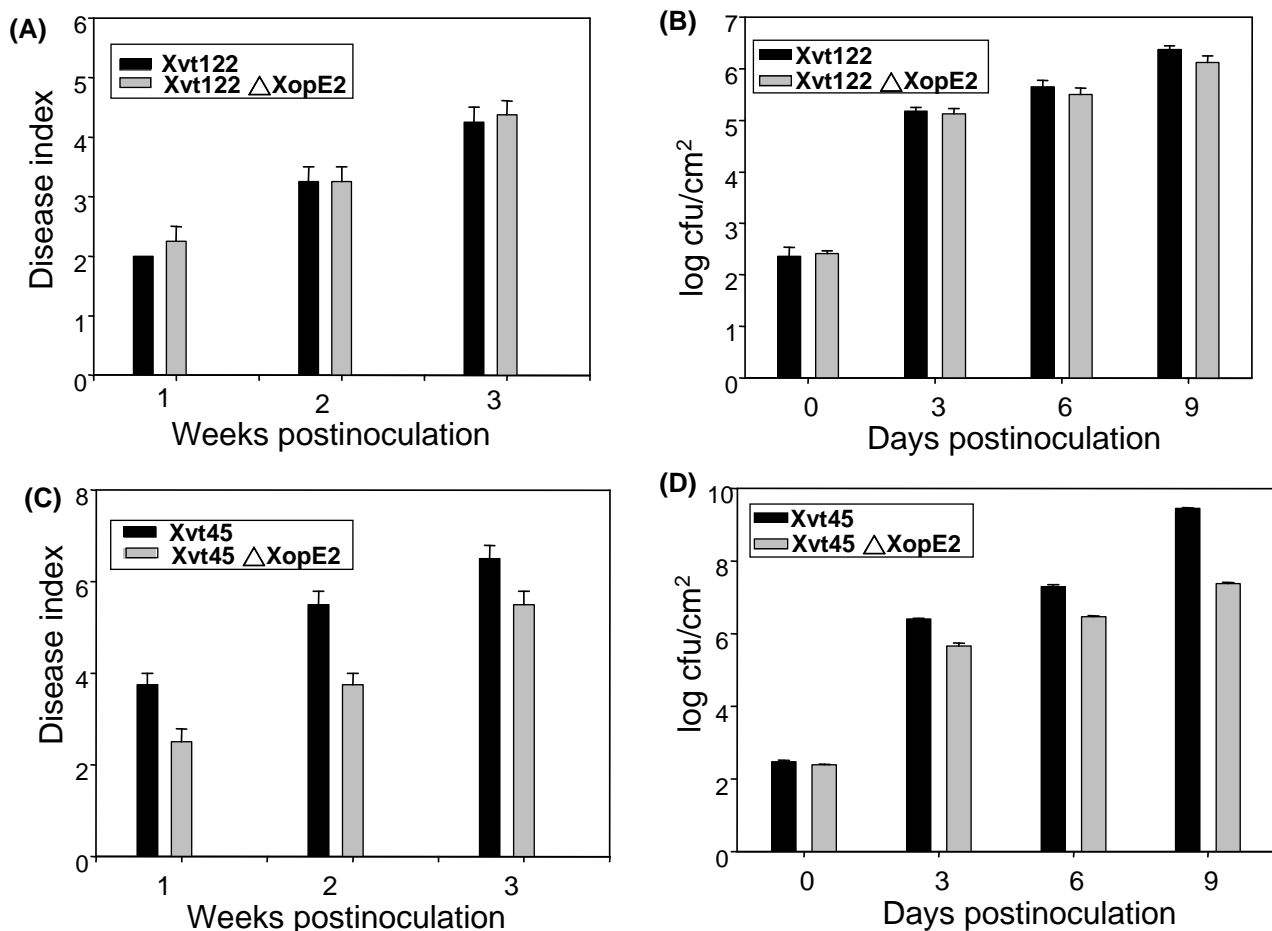 (A)
6
5
4
3
2
1
0
Disease index
Xvt122
Xvt122 △XopE2
1 2 3
Weeks postinoculation
(B)
7
6
5
4
3
2
1
0
log cfu/cm²
Xvt122
Xvt122 △XopE2
0 3 6 9
Days postinoculation
(C)
8
6
4
2
0
Disease index
Xvt45
Xvt45 △XopE2
1 2 3
Weeks postinoculation
(D)
10
8
6
4
2
0
log cfu/cm²
Xvt45
Xvt45 △XopE2
0 3 6 9
Days postinoculation